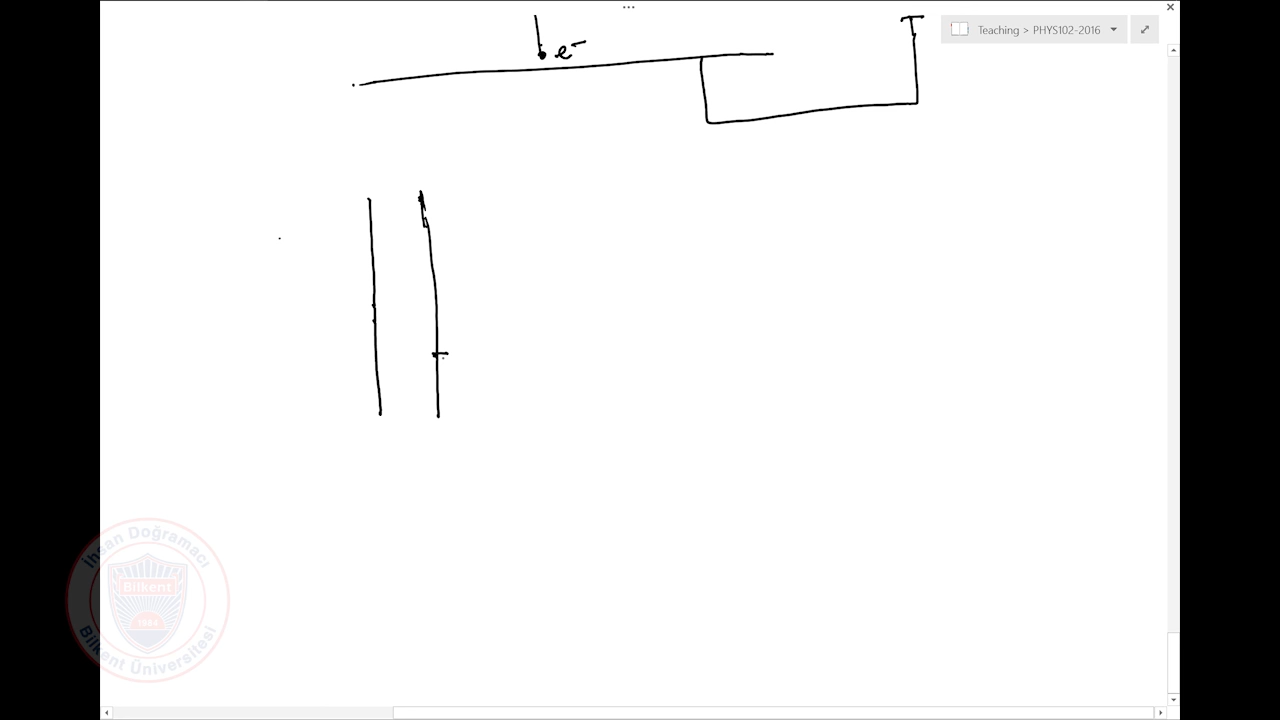 Teaching > PHYS102-2016
e⁻
İhsan Doğramacı
Bilkent
1984
Bilkent Üniversitesi